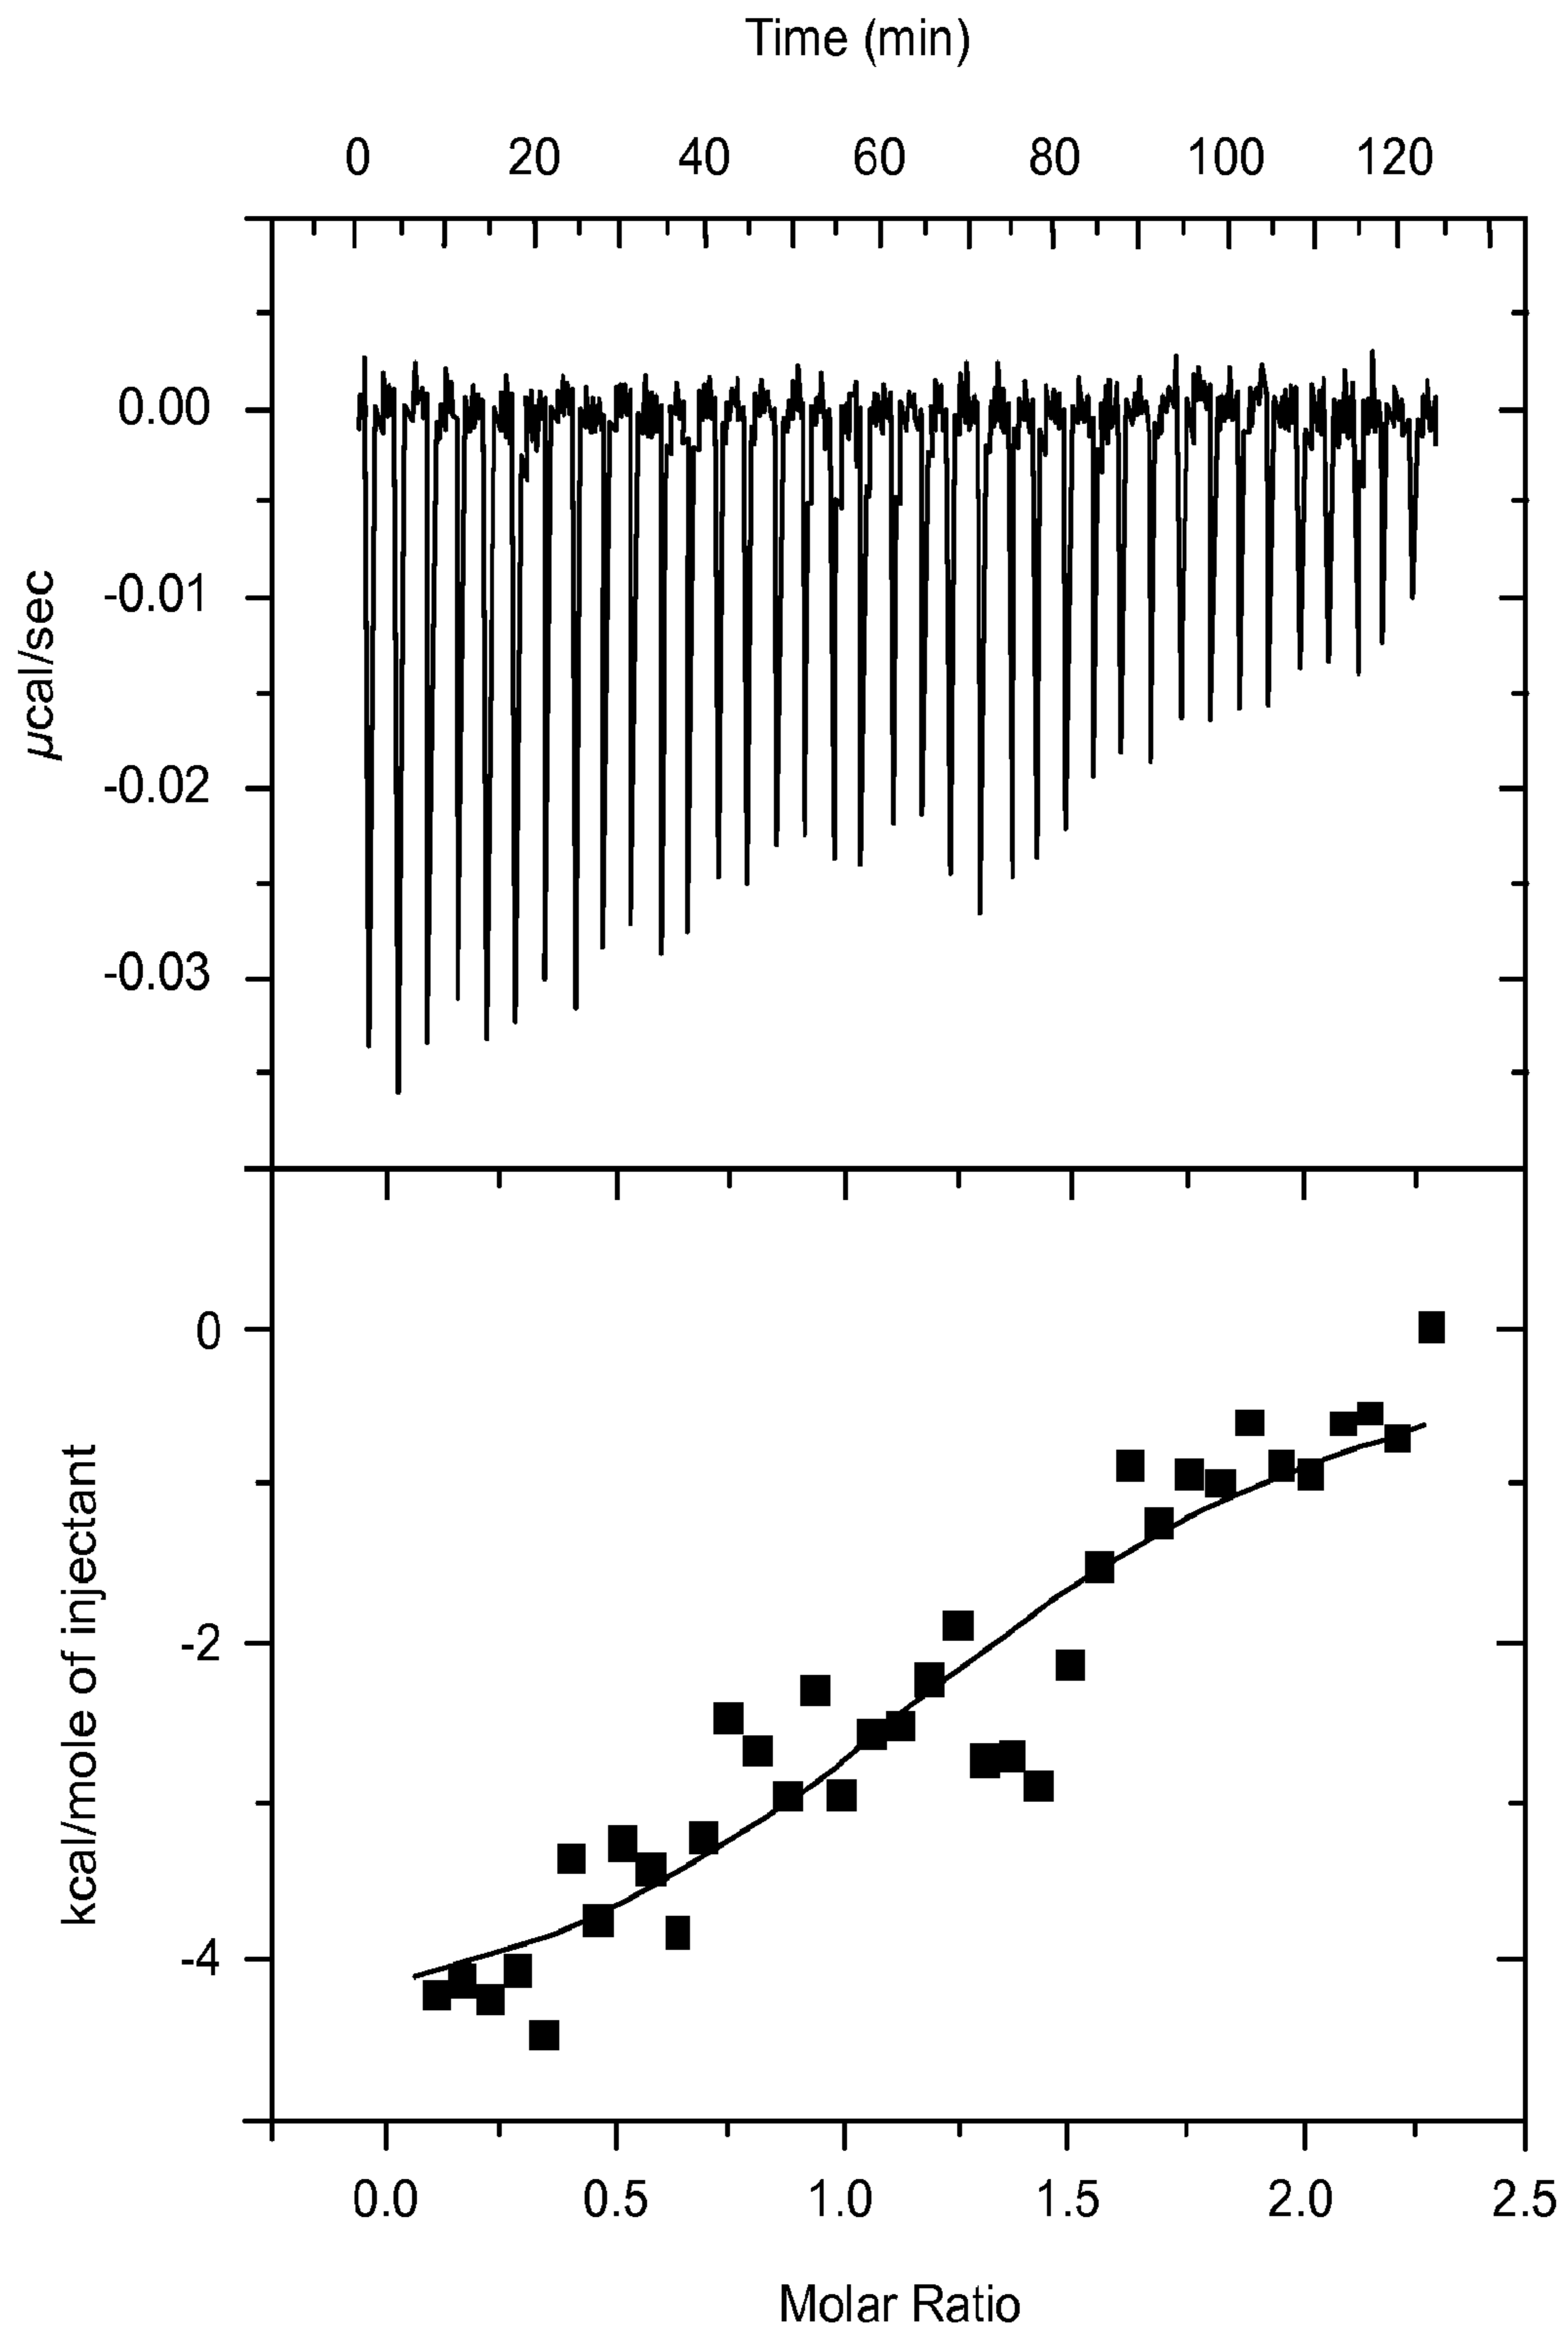 Time (min)
0 20 40 60 80 100 120
0.00
-0.01
-0.02
-0.03
µcal/sec
0
-2
-4
kcal/mole of injectant
0.0 0.5 1.0 1.5 2.0 2.5
Molar Ratio